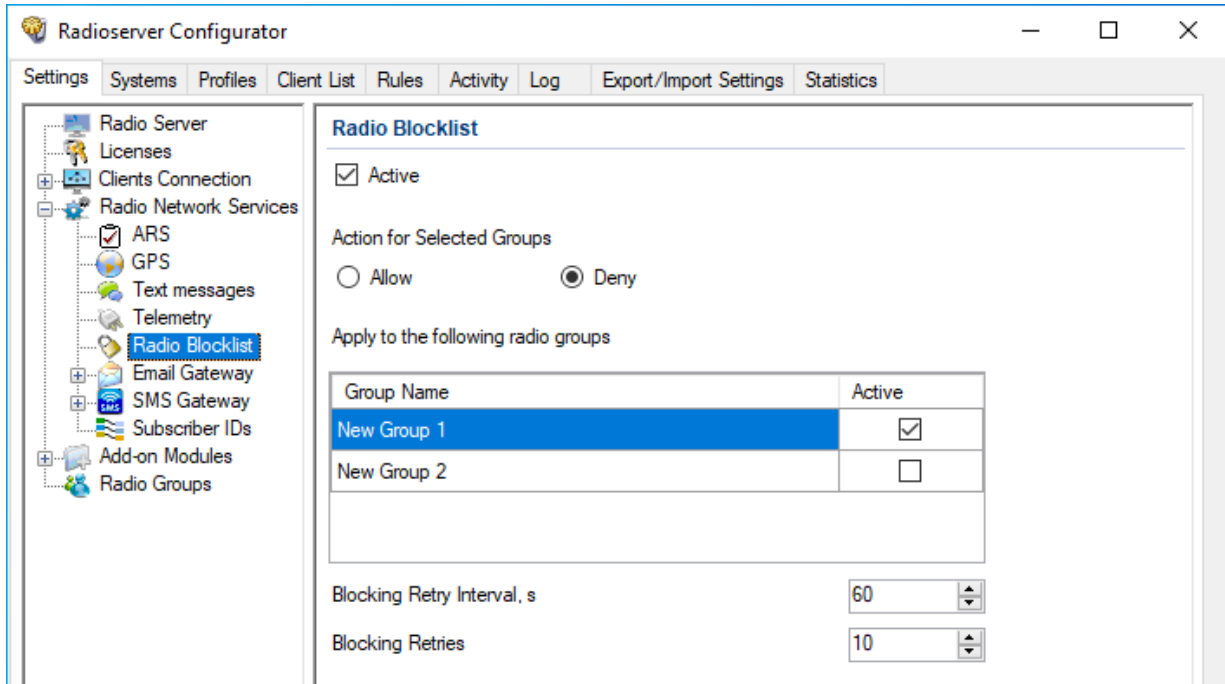 Radioserver Configurator
Settings Systems Profiles Client List Rules Activity Log Export/Import Settings Statistics
Radio Server
Licenses
Clients Connection
Radio Network Services
ARS
GPS
Text messages
Telemetry
Radio Blocklist
Email Gateway
SMS
SMS Gateway
Subscriber IDs
Add-on Modules
Radio Groups
Radio Blocklist
Active
Action for Selected Groups
Allow Deny
Apply to the following radio groups
Group Name Active
New Group 1
New Group 2
Blocking Retry Interval, s 60
Blocking Retries 10